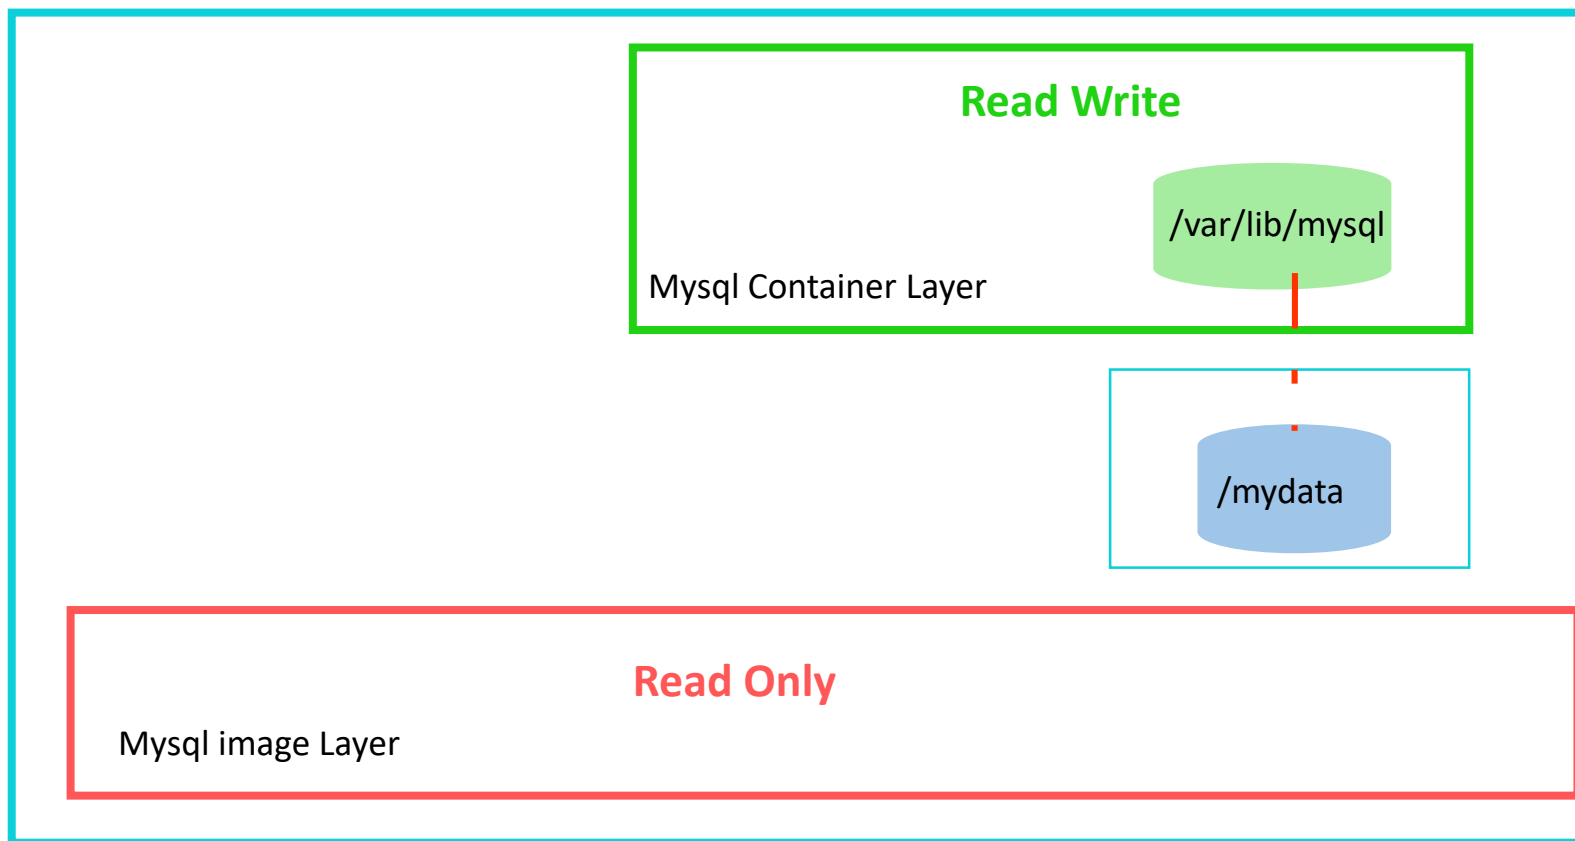 Read Write
/var/lib/mysql
Mysql Container Layer
/mydata
Read Only
Mysql image Layer